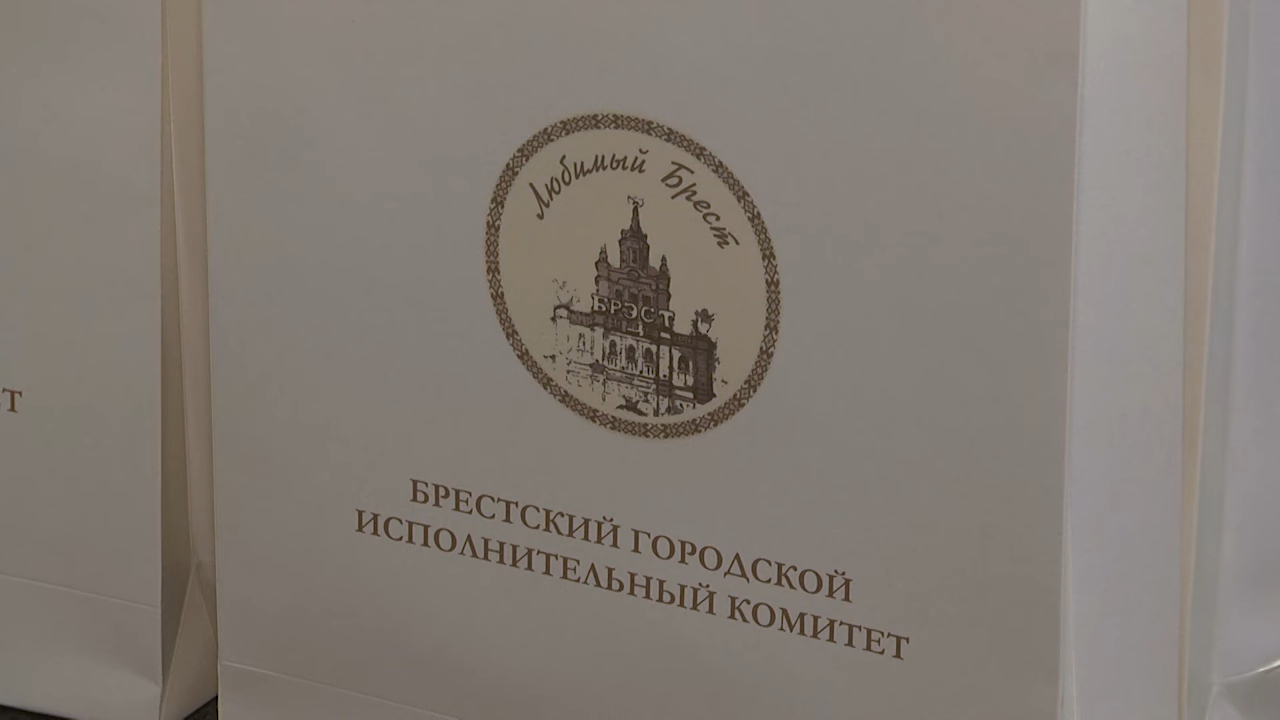 Любимый Брест
БРЭСТ
БРЕСТСКИЙ ГОРОДСКОЙ
ИСПОЛНИТЕЛЬНЫЙ КОМИТЕТ